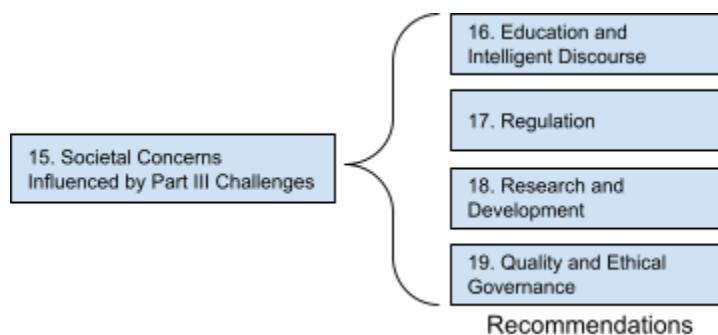 15. Societal Concerns
Influenced by Part III Challenges
16. Education and
Intelligent Discourse
17. Regulation
18. Research and
Development
19. Quality and Ethical
Governance
Recommendations